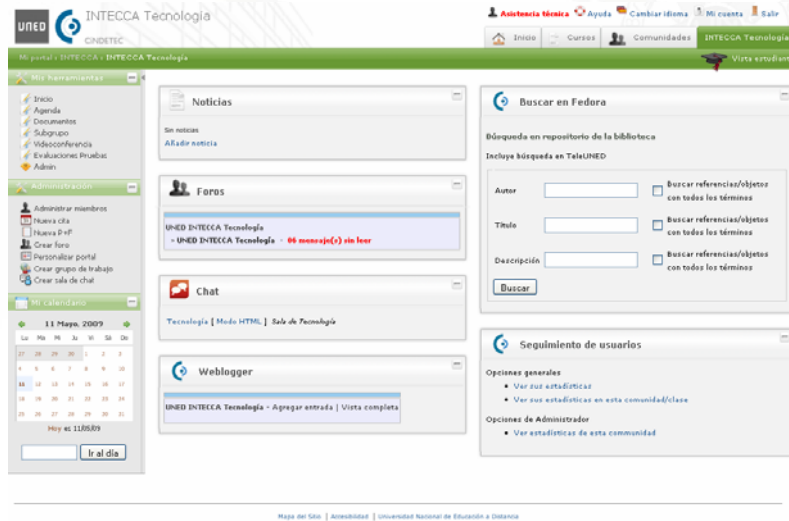 UNED
INTECCA Tecnología
CINDETEC
Asistencia técnica Ayuda Cambiar idioma Mi cuenta Salir
Inicio Cursos Comunidades INTECCA Tecnología
Mi portal > INTECCA > INTECCA Tecnología
Vista estudiant
Mis herramientas
Inicio
Agenda
Documentos
Subgrupo
Videoconferencia
Evaluaciones Pruebas
Admin
Administración
Administrar miembros
Nueva cita
Nueva P+F
Crear foro
Personalizar portal
Crear grupo de trabajo
Crear sala de chat
Mi calendario
11 Mayo, 2009
Lu Ma Mi Ju Vi Sá Do
27 28 29 30 1 2 3
4 5 6 7 8 9 10
11 12 13 14 15 16 17
18 19 20 21 22 23 24
25 26 27 28 29 30 31
Hoy es 11/05/09
Ir al día
Noticias
Sin noticias
Añadir noticia
Foros
UNED INTECCA Tecnología
- UNED INTECCA Tecnología - 06 mensaje(s) sin leer
Chat
Tecnología [ Modo HTML ] Sala de Tecnología
Weblogger
UNED INTECCA Tecnología - Agregar entrada | Vista completa
Buscar en Fedora
Búsqueda en repositorio de la biblioteca
Incluye búsqueda en TeleUNED
Autor
Buscar referencias/objetos
con todos los términos
Título
Buscar referencias/objetos
con todos los términos
Descripción
Buscar referencias/objetos
con todos los términos
Buscar
Seguimiento de usuarios
Opciones generales
Ver sus estadísticas
Ver sus estadísticas en esta comunidad/clase
Opciones de Administrador
Ver estadísticas de esta communidad
Mapa del Sitio | Accesibilidad | Universidad Nacional de Educación a Distancia